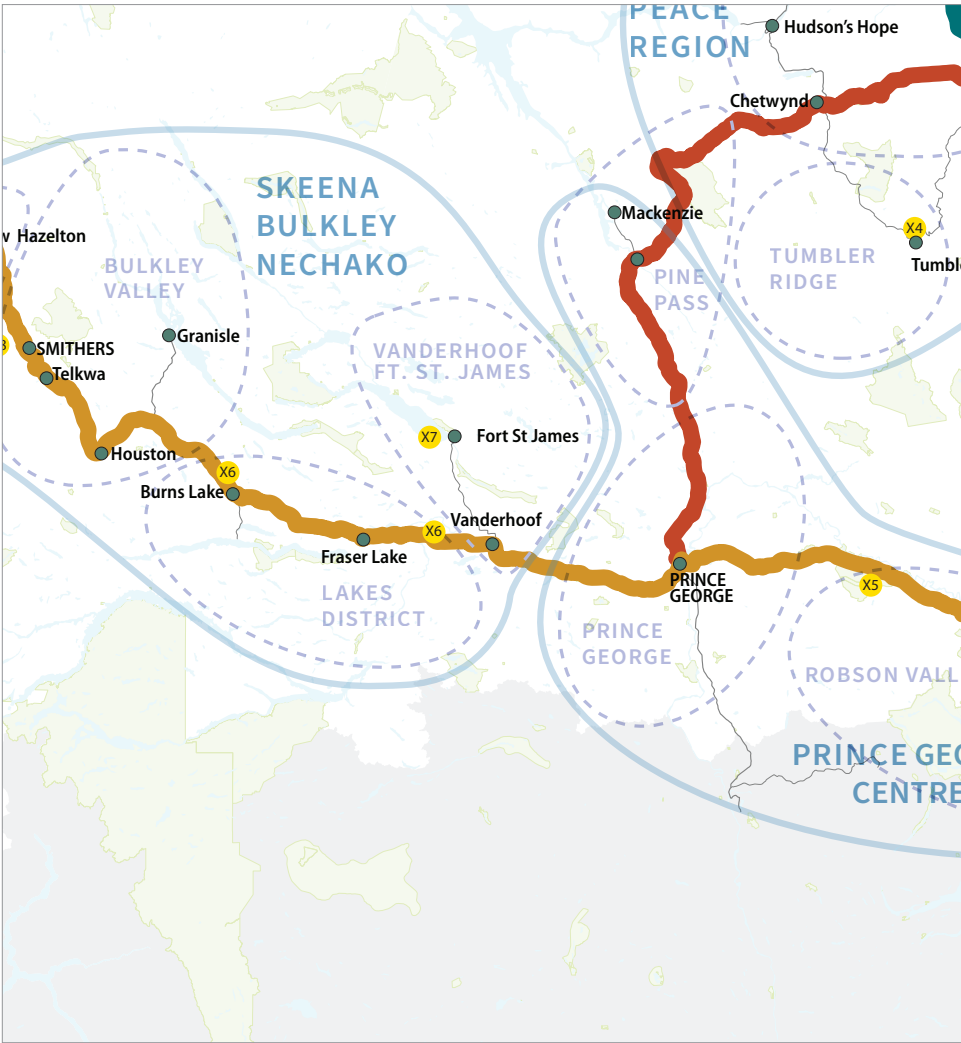 PEACE
REGION
Hudson's Hope
Chetwynd
SKEENA
BULKLEY
NECHAKO
Mackenzie
X4
Hazelton
BULKLEY
VALLEY
TUMBLER
RIDGE
Tumbl
PINE
PASS
Granisle
SMITHERS
Telkwa
VANDERHOOF
FT. ST. JAMES
X7
Fort St James
Houston
X6
Burns Lake
X6
Vanderhoof
Fraser Lake
PRINCE
GEORGE
X5
LAKES
DISTRICT
PRINCE
GEORGE
ROBSON VALL
PRINCE GEO
CENTRE